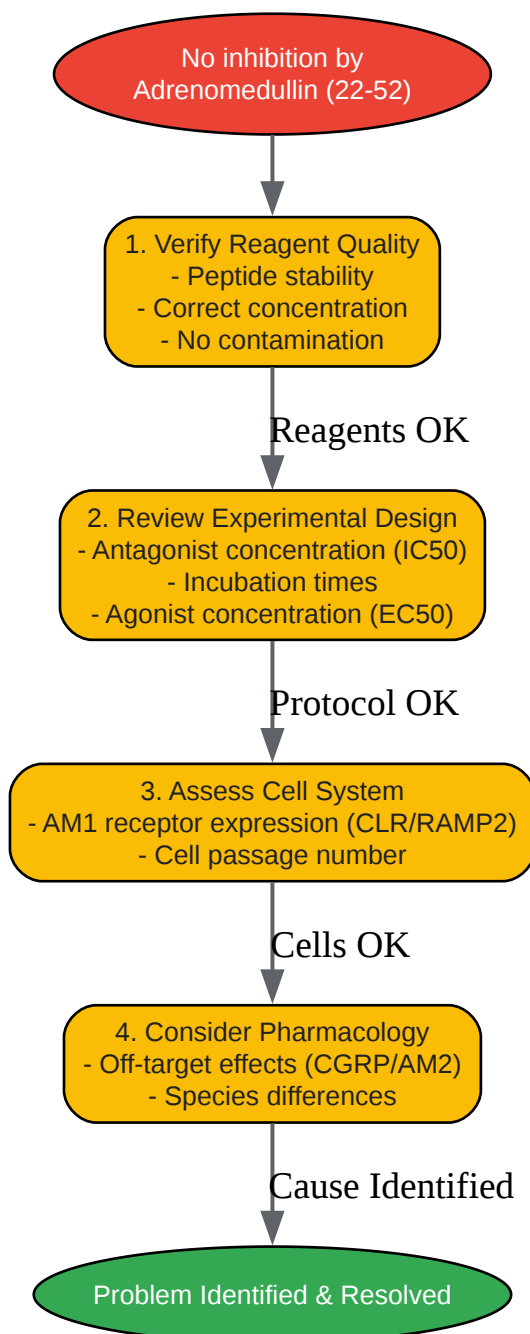 No inhibition by
Adrenomedullin (22-52)
1. Verify Reagent Quality
- Peptide stability
- Correct concentration
- No contamination
Reagents OK
2. Review Experimental Design
- Antagonist concentration (IC50)
- Incubation times
- Agonist concentration (EC50)
Protocol OK
3. Assess Cell System
- AM1 receptor expression (CLR/RAMP2)
- Cell passage number
Cells OK
4. Consider Pharmacology
- Off-target effects (CGRP/AM2)
- Species differences
Cause Identified
Problem Identified & Resolved